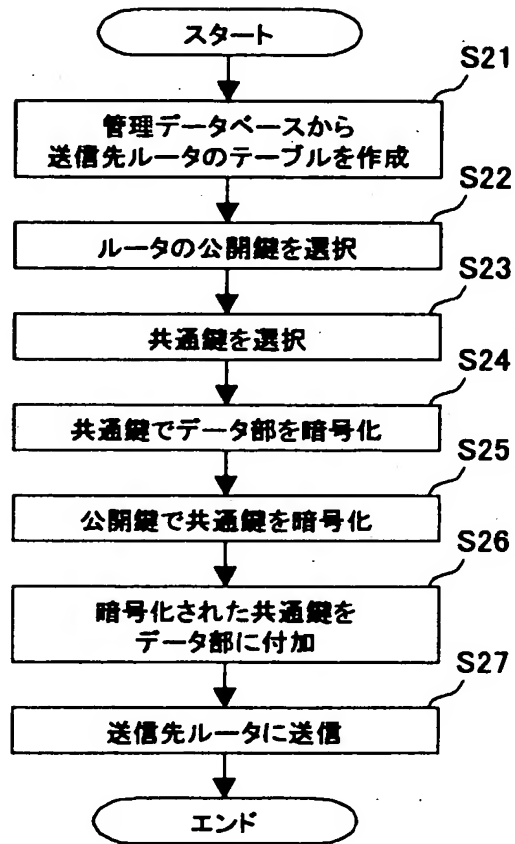 スタート
S21
管理データベースから
送信先ルータのテーブルを作成
S22
ルータの公開鍵を選択
S23
共通鍵を選択
S24
共通鍵でデータ部を暗号化
S25
公開鍵で共通鍵を暗号化
S26
暗号化された共通鍵を
データ部に付加
S27
送信先ルータに送信
エンド